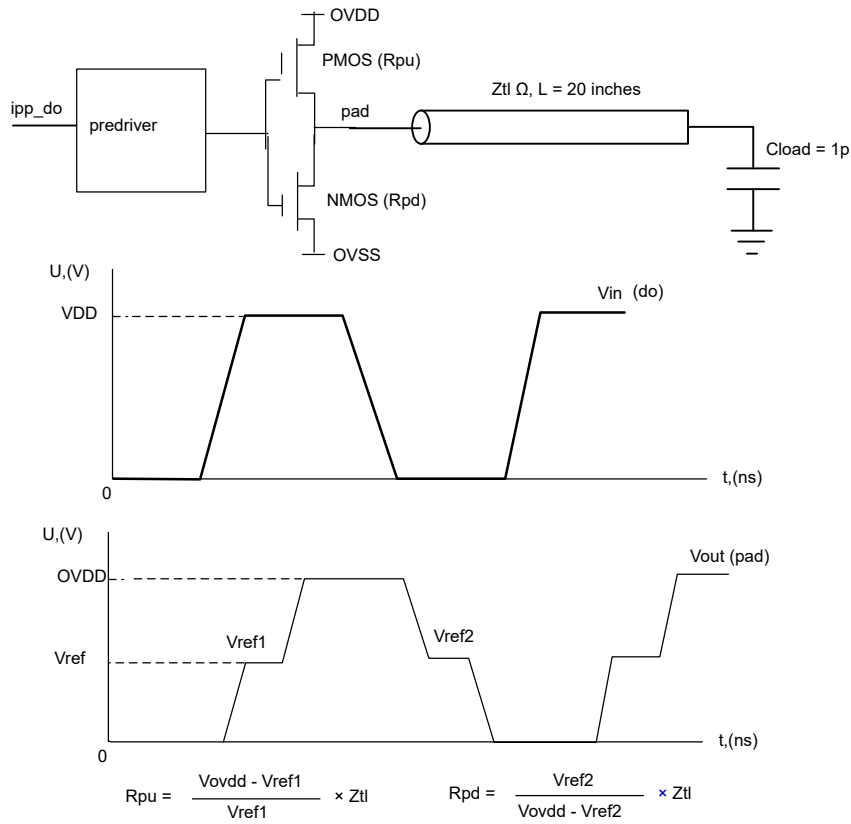 OVDD
PMOS (Rpu)
Ztl Ω, L = 20 inches
ipp_do
pad
predriver
Cload = 1p
NMOS (Rpd)
OVSS
U,(V)
Vin (do)
VDD
t,(ns)
0
U,(V)
Vout (pad)
OVDD
Vref1
Vref2
Vref
t,(ns)
0
Rpu = Vovdd - Vref1 / Vref1 × Ztl
Rpd = Vref2 / Vovdd - Vref2 × Ztl